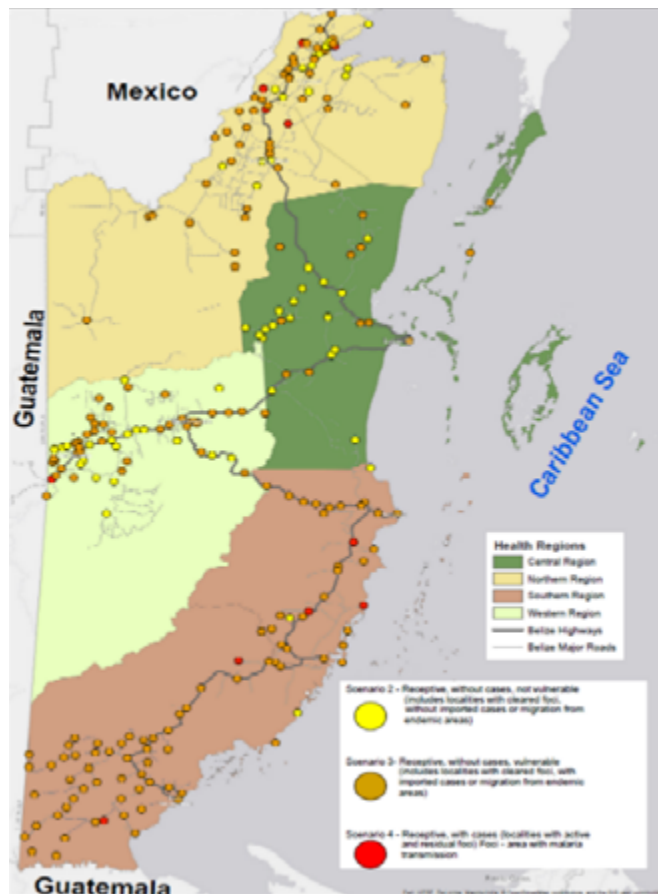 Mexico
Guatemala
Caribbean Sea
Health Regions
Central Region
Northern Region
Southern Region
Western Region
Belize Highways
Belize Major Roads
Scenario 2 - Receptive, without cases, not vulnerable
(includes localities with cleared foci,
without imported cases or migration from
endemic areas)
Scenario 3- Receptive, without cases, vulnerable
(includes localities with cleared foci, with
imported cases or migration from endemic
areas)
Scenario 4 - Receptive, with cases (localities with active
and residual foci) Foci - area with malaria
transmission
Guatemala